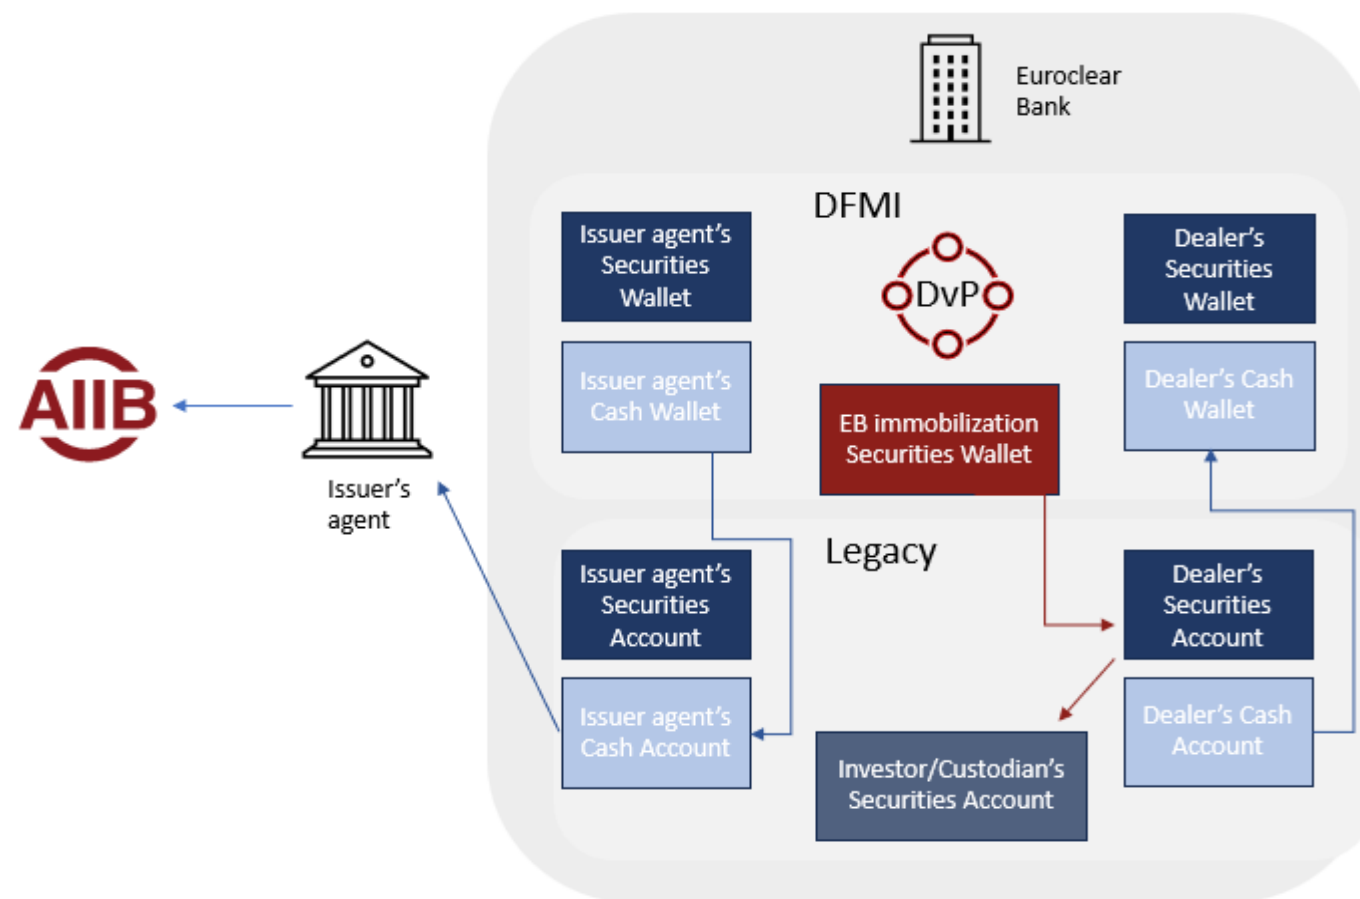 Euroclear
Bank
DFMI
Issuer agent's
Securities
Wallet
DvP
Dealer's
Securities
Wallet
Issuer agent's
Cash Wallet
EB immobilization
Securities Wallet
Dealer's Cash
Wallet
AIIB
Issuer's
agent
Legacy
Issuer agent's
Securities
Account
Dealer's
Securities
Account
Issuer agent's
Cash Account
Investor/Custodian's
Securities Account
Dealer's Cash
Account